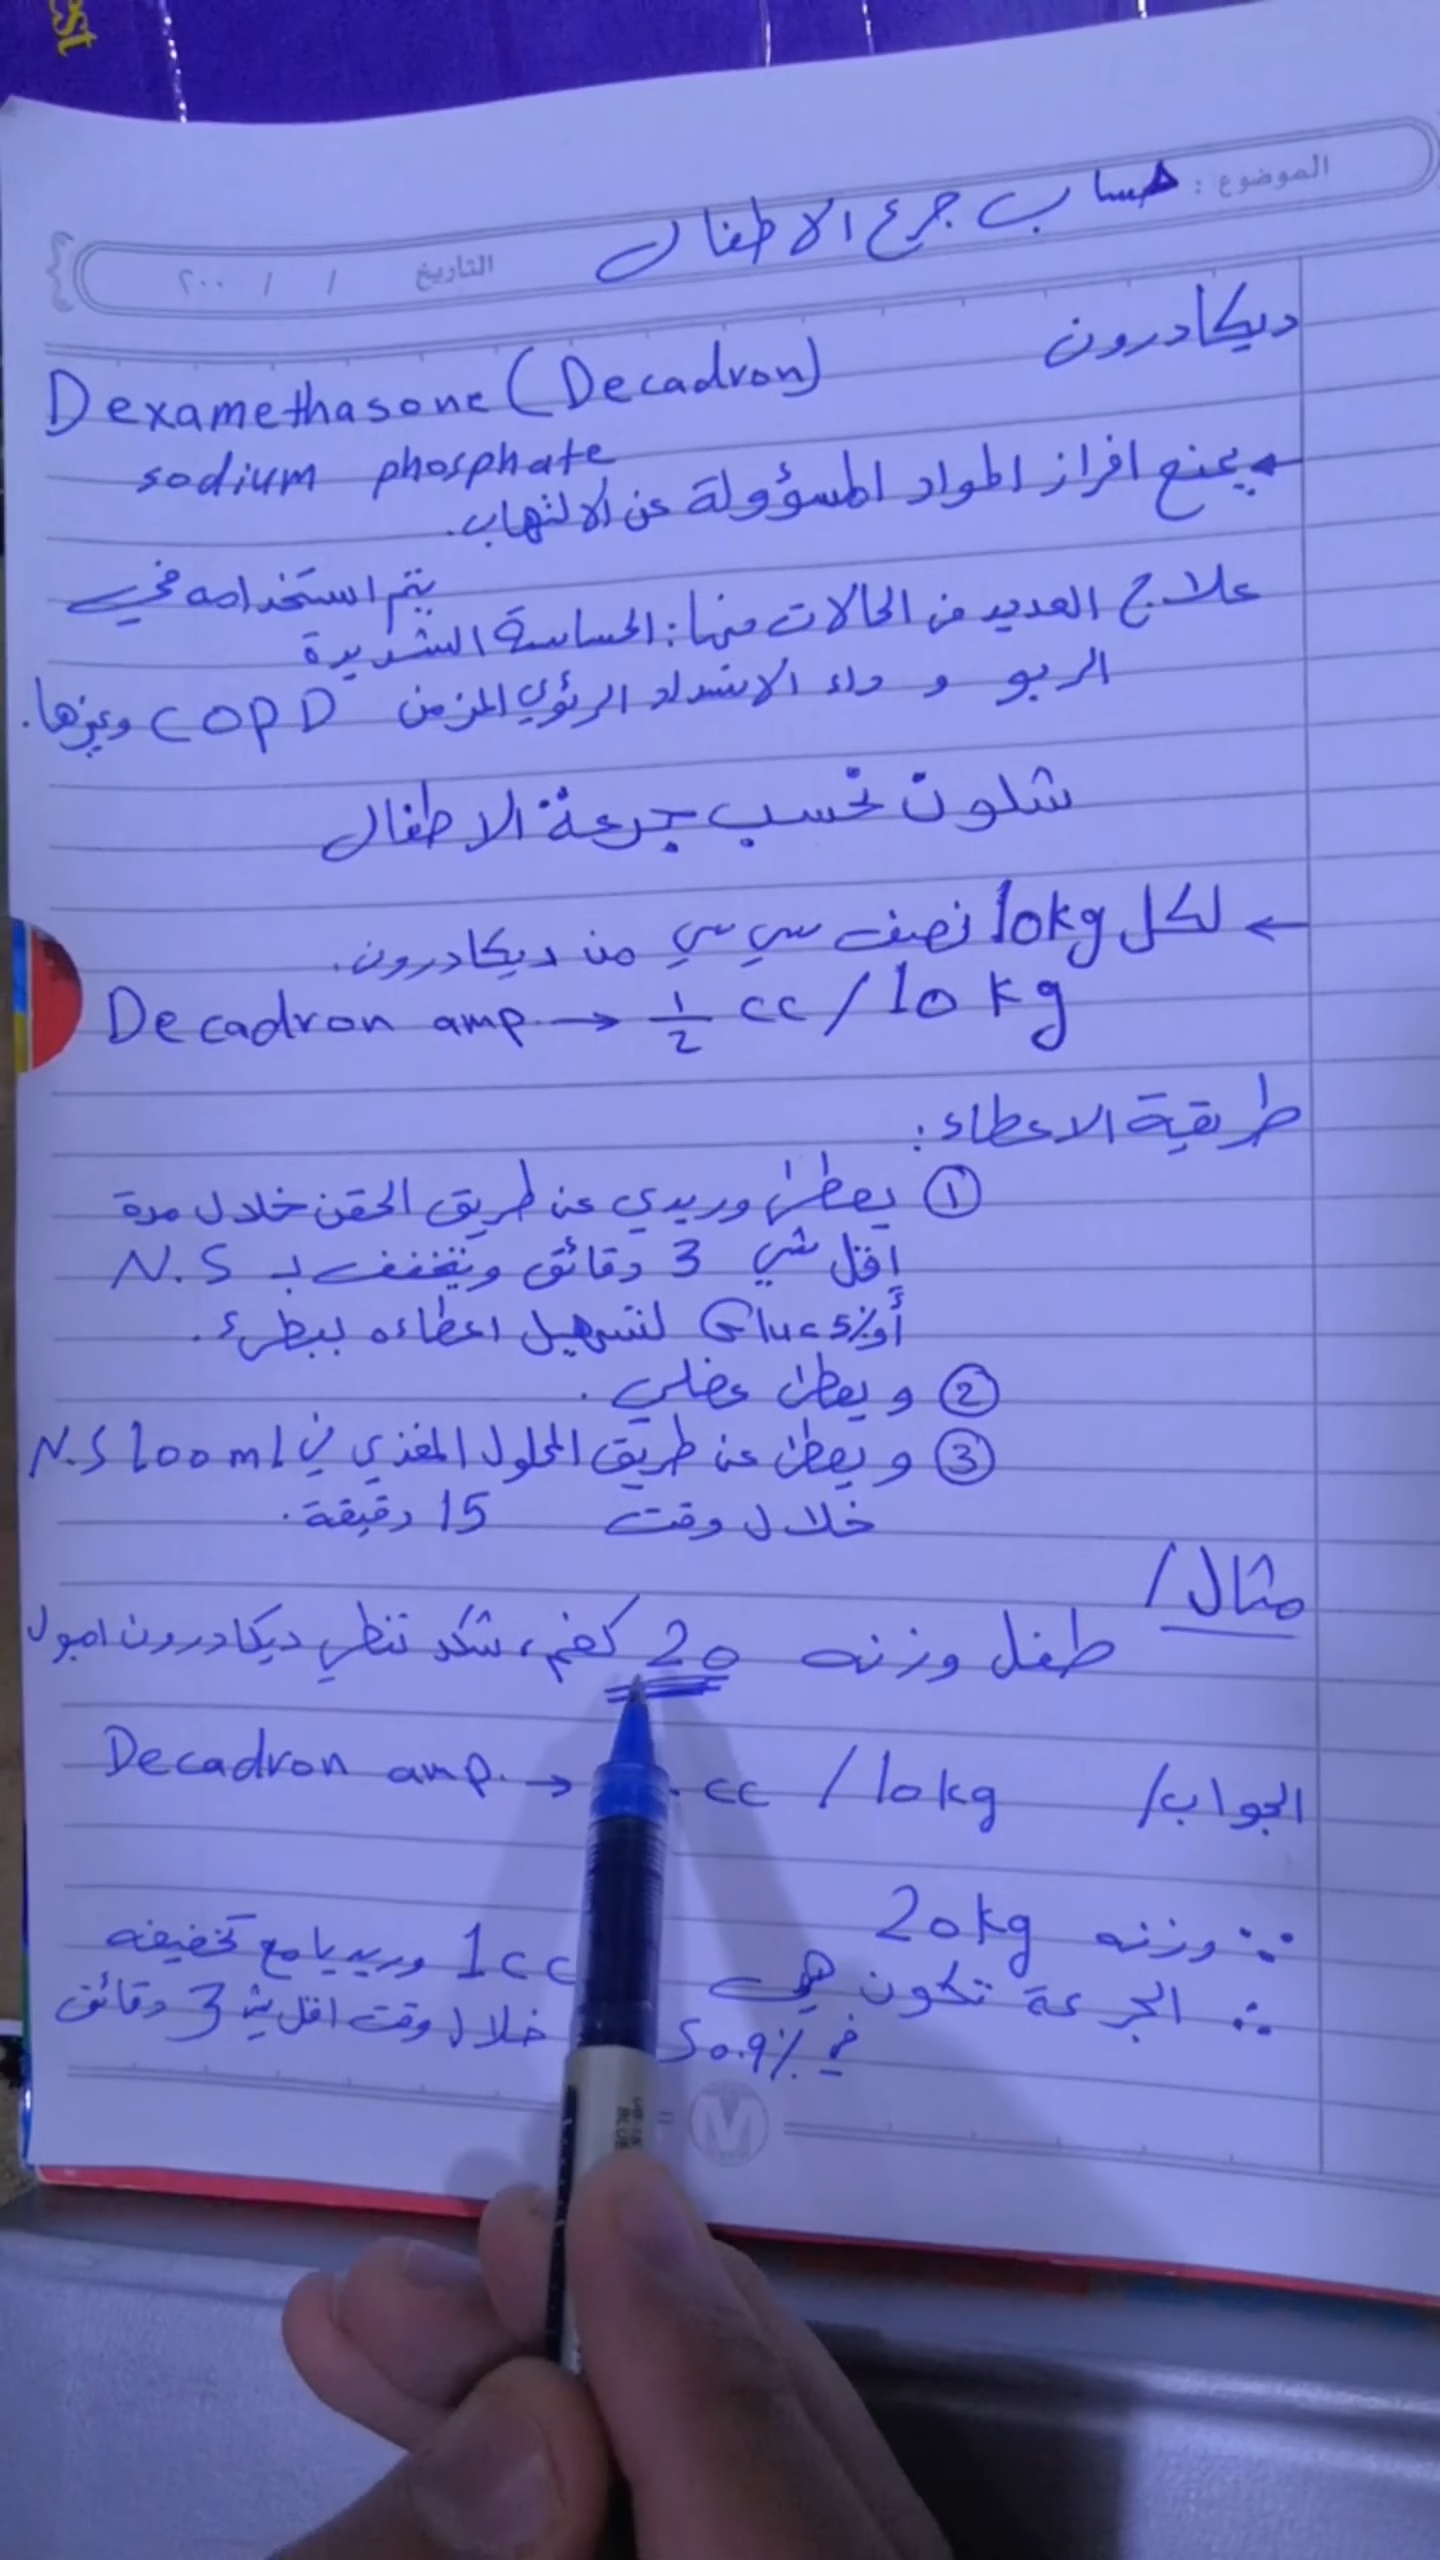 st
الموضوع : حساب جرع الاطفال
التاريخ / / ٢٠٠
ديكادرون
Dexamethasone (Decadron)
sodium phosphate
يمنع افراز المواد المسؤولة عن الالتهاب.
يتم استخدامه في
علاج العديد من الحالات منها: الحساسية الشديدة
الربو و داء الانسداد الرئوي المزمن COPD وغيرها.
شلون نحسب جرعة الاطفال
← لكل 10kg نصف سي سي من ديكادرون.
Decadron amp. → 1/2 cc / 10 kg
طريقة الاعطاء:
① يعطى وريدي عن طريق الحقن خلال مدة
اقل شي 3 دقائق ويخفف بـ N.S
أو Gluc 5% لتسهيل اعطاءه ببطئ.
② و يعطى عضلي.
③ و يعطى عن طريق المحلول المغذي في N.S 100ml
خلال وقت 15 دقيقة.
مثال/
طفل وزنه 20 كغم، شكد تنطي ديكادرون امبول
الجواب/ Decadron amp. → cc / 10kg
∵ وزنه 20kg
∴ الجرعة تكون هي 1cc وريديا مع تخفيفه
في 0.9% S خلال وقت اقل شي 3 دقائق
M